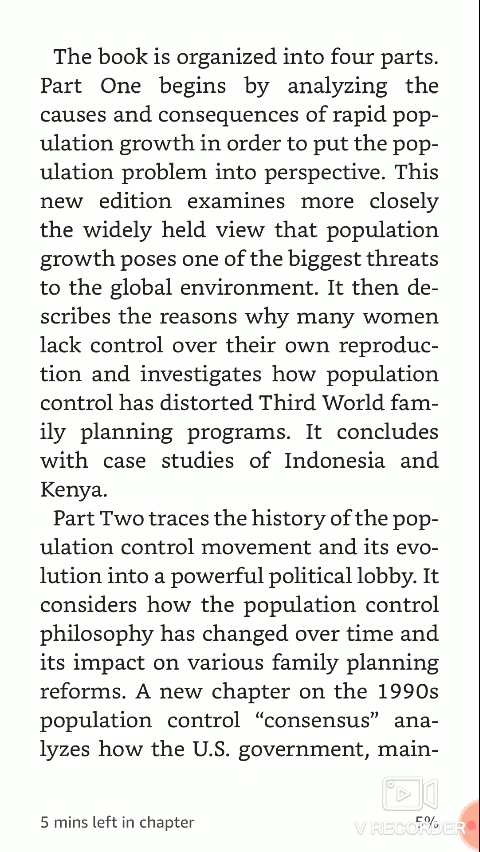 The book is organized into four parts.
Part One begins by analyzing the
causes and consequences of rapid pop-
ulation growth in order to put the pop-
ulation problem into perspective. This
new edition examines more closely
the widely held view that population
growth poses one of the biggest threats
to the global environment. It then de-
scribes the reasons why many women
lack control over their own reproduc-
tion and investigates how population
control has distorted Third World fam-
ily planning programs. It concludes
with case studies of Indonesia and
Kenya.
Part Two traces the history of the pop-
ulation control movement and its evo-
lution into a powerful political lobby. It
considers how the population control
philosophy has changed over time and
its impact on various family planning
reforms. A new chapter on the 1990s
population control “consensus” ana-
lyzes how the U.S. government, main-
5 mins left in chapter 5%
V RECORDER